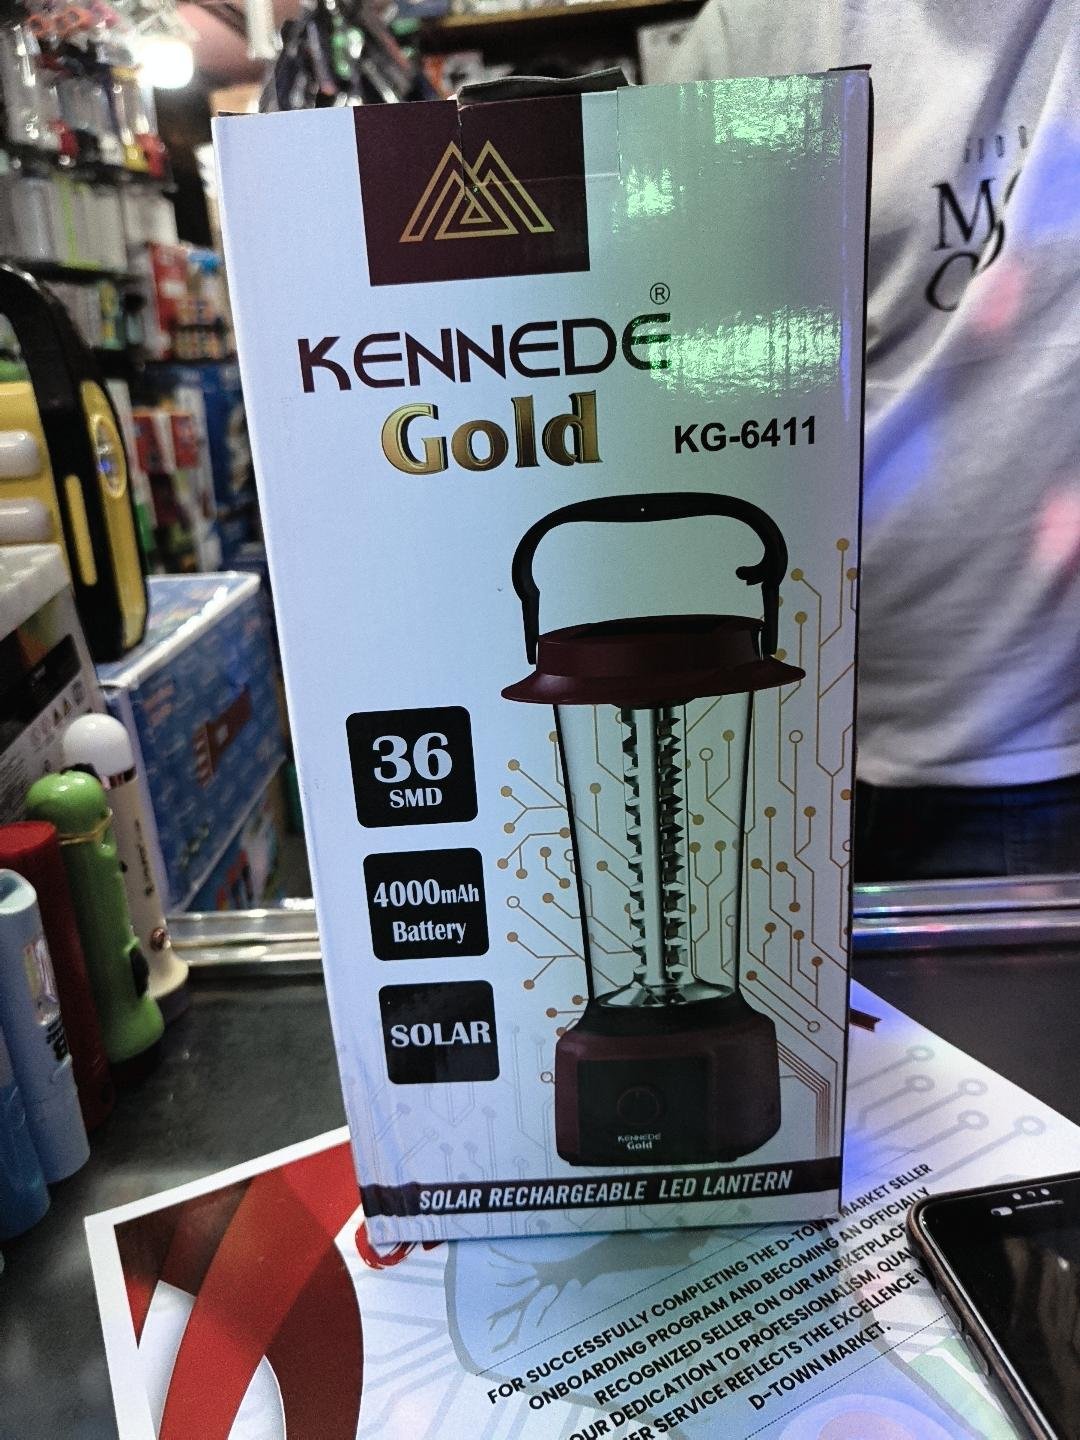 KENNEDE®
Gold
KG-6411
36
SMD
4000mAh
Battery
SOLAR
KENNEDE
Gold
SOLAR RECHARGEABLE LED LANTERN
FOR SUCCESSFULLY COMPLETING THE D-TOWN MARKET SELLER
ONBOARDING PROGRAM AND BECOMING AN OFFICIALLY
RECOGNIZED SELLER ON OUR MARKETPLACE
OUR DEDICATION TO PROFESSIONALISM,
SERVICE REFLECTS THE EXCELLENCE
D-TOWN MARKET.